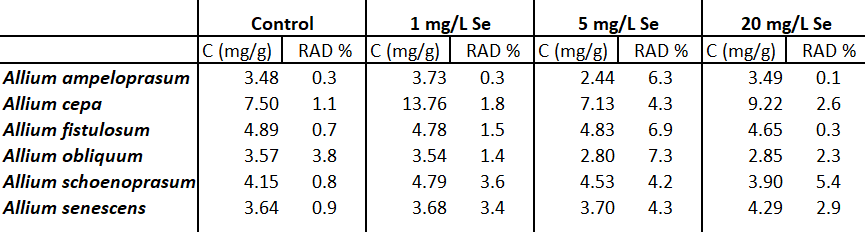 Control 1 mg/L Se 5 mg/L Se 20 mg/L Se
C (mg/g) RAD % C (mg/g) RAD % C (mg/g) RAD % C (mg/g) RAD %
Allium ampeloprasum 3.48 0.3 3.73 0.3 2.44 6.3 3.49 0.1
Allium cepa 7.50 1.1 13.76 1.8 7.13 4.3 9.22 2.6
Allium fistulosum 4.89 0.7 4.78 1.5 4.83 6.9 4.65 0.3
Allium obliquum 3.57 3.8 3.54 1.4 2.80 7.3 2.85 2.3
Allium schoenoprasum 4.15 0.8 4.79 3.6 4.53 4.2 3.90 5.4
Allium senescens 3.64 0.9 3.68 3.4 3.70 4.3 4.29 2.9